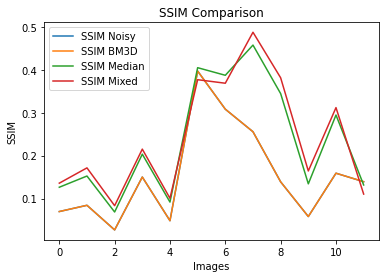 SSIM Comparison
SSIM Noisy
SSIM BM3D
SSIM Median
SSIM Mixed
0.5
0.4
0.3
0.2
0.1
SSIM
0 2 4 6 8 10
Images